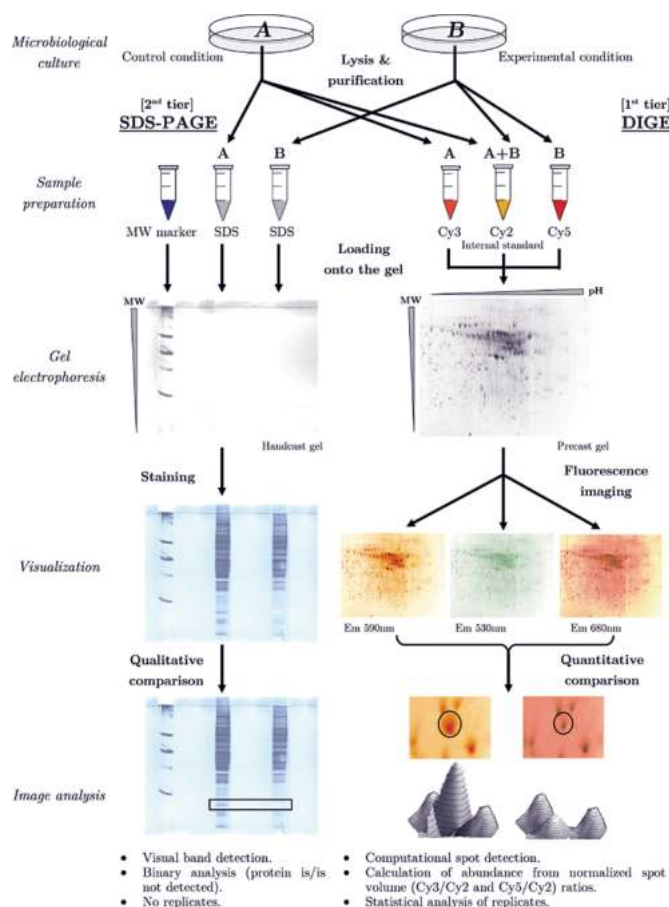 Microbiological
culture
A
B
Control condition
Experimental condition
Lysis &
purification
[2nd tier]
SDS-PAGE
[1st tier]
DIGE
Sample
preparation
A
B
A
A+B
B
MW marker
SDS
SDS
Cy3
Cy2
Cy5
Internal standard
Loading
onto the gel
MW
MW
pH
Gel
electrophoresis
Handcast gel
Precast gel
Staining
Fluorescence
imaging
Visualization
Em 590nm
Em 530nm
Em 680nm
Qualitative
comparison
Quantitative
comparison
Image analysis
• Visual band detection.
• Binary analysis (protein is/is
not detected).
• No replicates.
• Computational spot detection.
• Calculation of abundance from normalized spot
volume (Cy3/Cy2 and Cy5/Cy2) ratios.
• Statistical analysis of replicates.